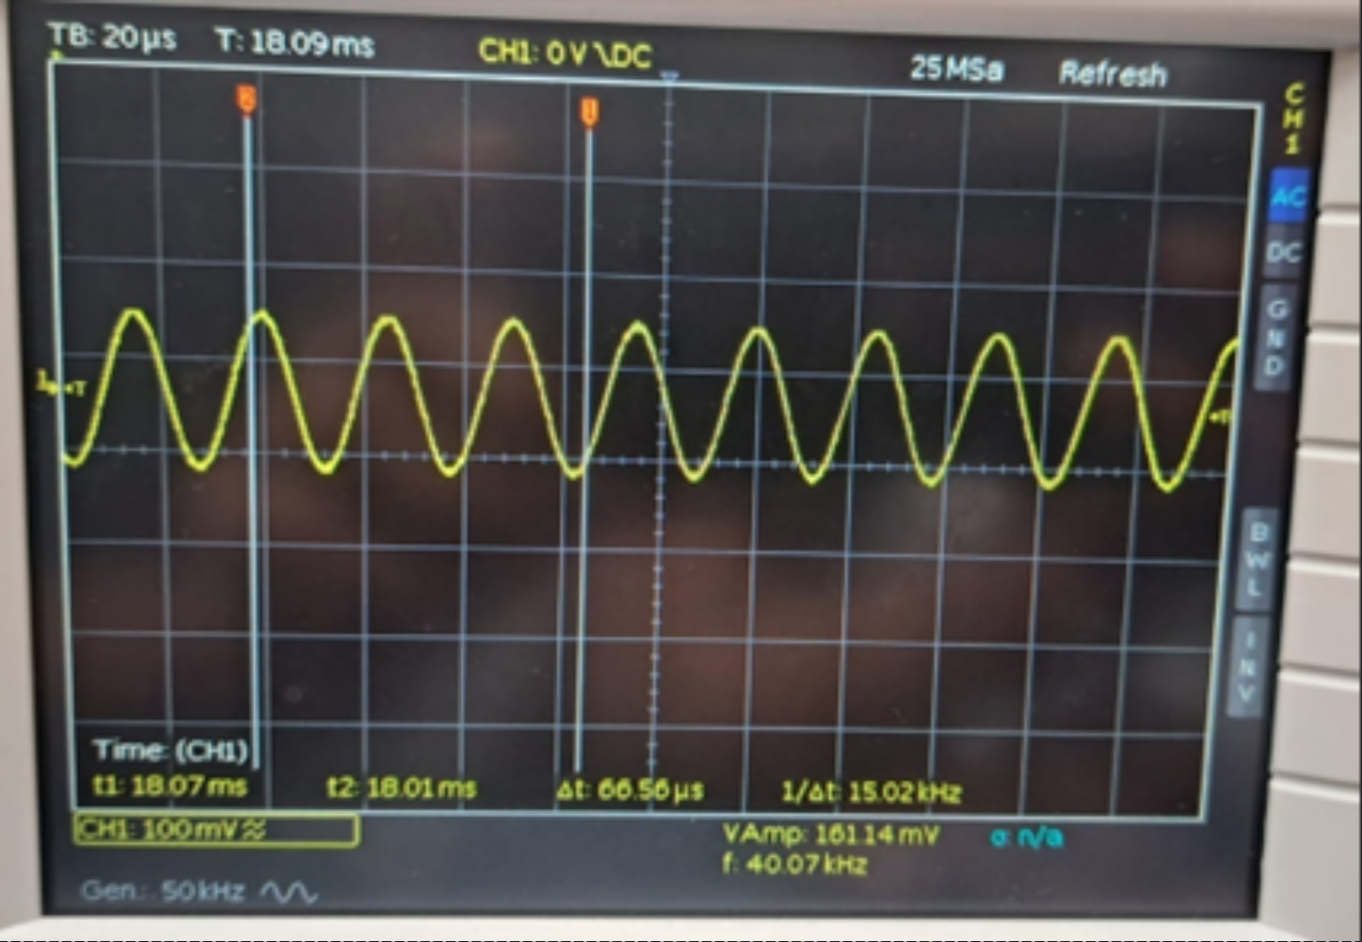 TB: 20µs T: 18.09ms CH1: 0V \DC 25MSa Refresh
CH1
AC
DC
GND
BWL
INV
Time: (CH1)
t1: 18.07ms t2: 18.01ms Δt: 66.56µs 1/Δt: 15.02kHz
CH1: 100mV≈
VAmp: 161.14mV σ: n/a
f: 40.07kHz
Gen.: 50kHz